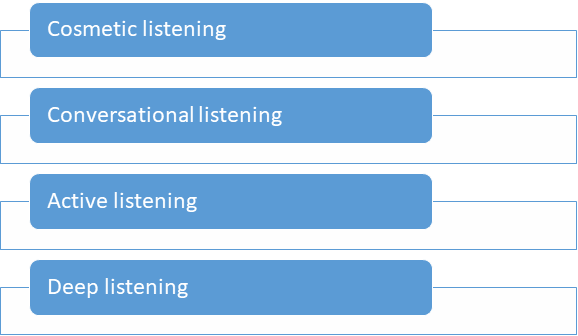 Cosmetic listening
Conversational listening
Active listening
Deep listening